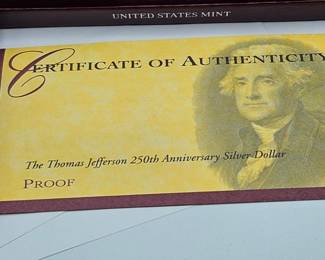 UNITED STATES MINT
CERTIFICATE OF AUTHENTICITY
The Thomas Jefferson 250th Anniversary Silver Dollar
PROOF